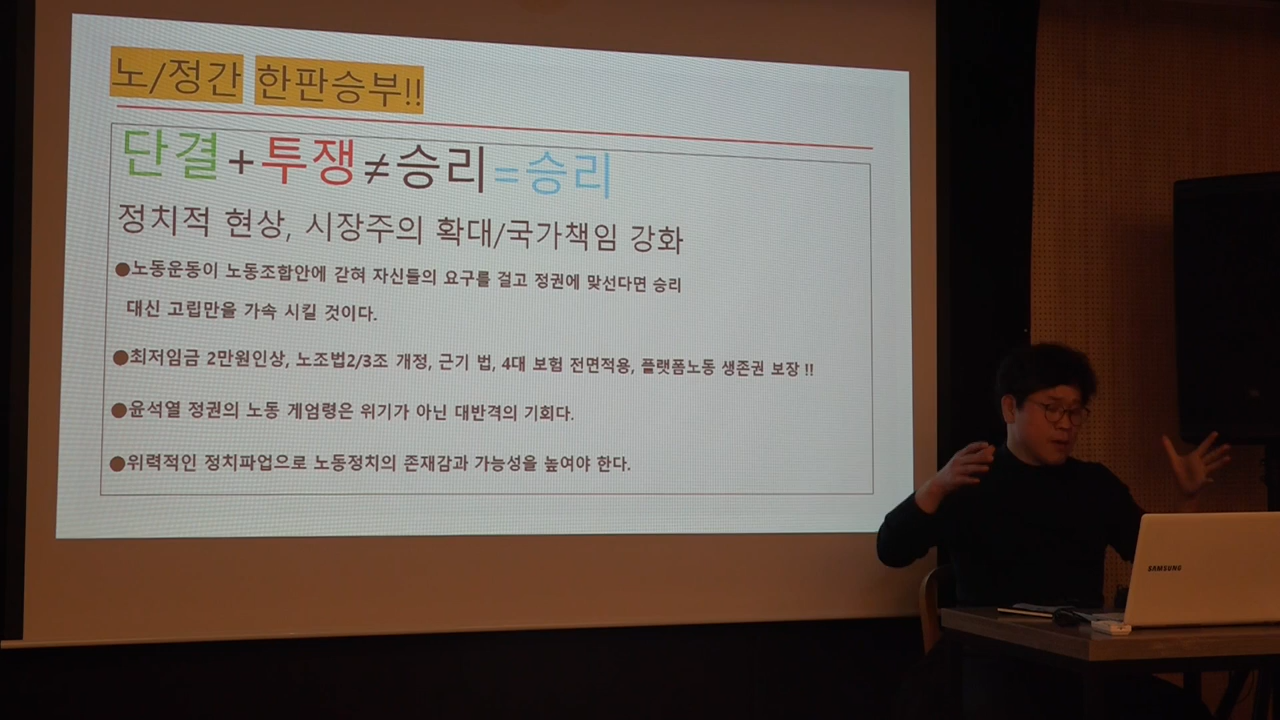 노/정간 한판승부!!
단결+투쟁≠승리=승리
정치적 현상, 시장주의 확대/국가책임 강화
●노동운동이 노동조합안에 갇혀 자신들의 요구를 걸고 정권에 맞선다면 승리
대신 고립만을 가속 시킬 것이다.
●최저임금 2만원인상, 노조법2/3조 개정, 근기 법, 4대 보험 전면적용, 플랫폼노동 생존권 보장 !!
●윤석열 정권의 노동 계엄령은 위기가 아닌 대반격의 기회다.
●위력적인 정치파업으로 노동정치의 존재감과 가능성을 높여야 한다.
SAMSUNG